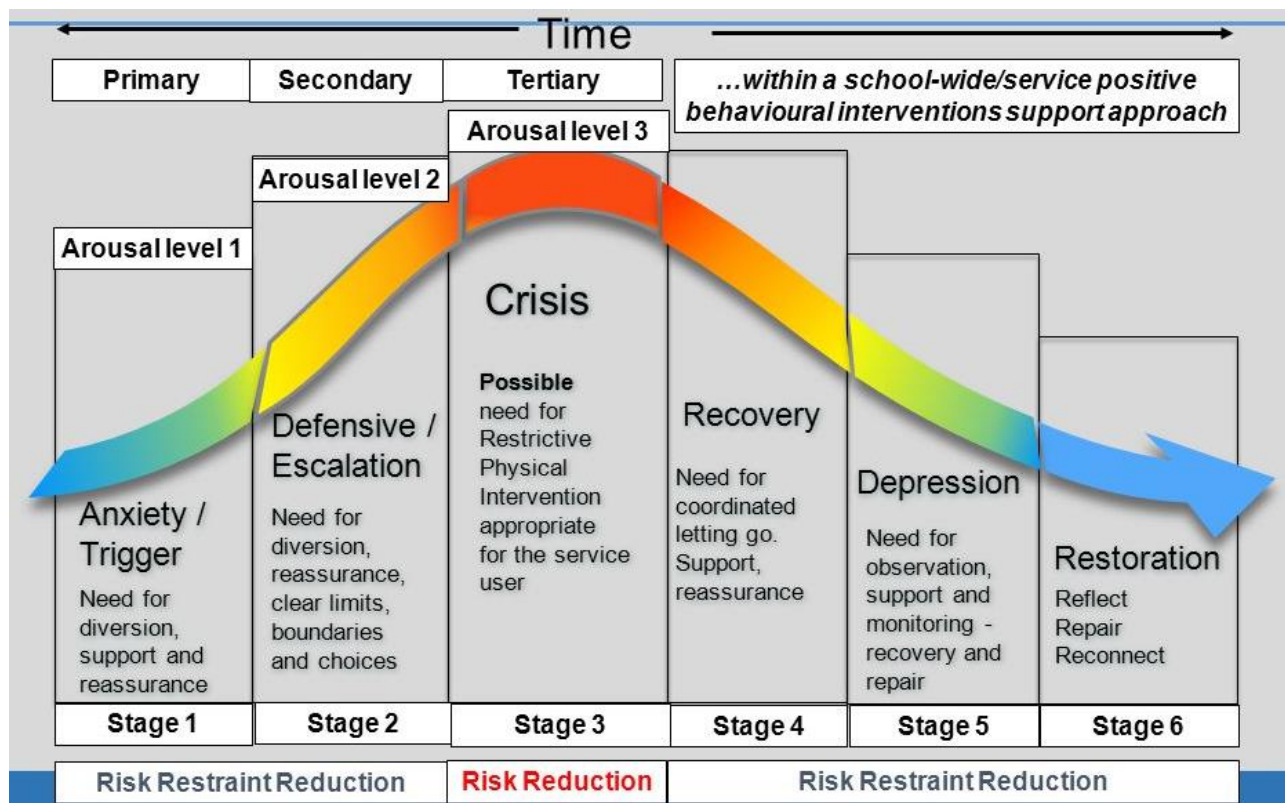 Time
Primary
Secondary
Tertiary
...within a school-wide/service positive
behavioural interventions support approach
Arousal level 1
Arousal level 2
Arousal level 3
Anxiety /
Trigger
Need for
diversion,
support and
reassurance
Defensive /
Escalation
Need for
diversion,
reassurance,
clear limits,
boundaries
and choices
Crisis
Possible
need for
Restrictive
Physical
Intervention
appropriate
for the service
user
Recovery
Need for
coordinated
letting go.
Support,
reassurance
Depression
Need for
observation,
support and
monitoring -
recovery and
repair
Restoration
Reflect
Repair
Reconnect
Stage 1
Stage 2
Stage 3
Stage 4
Stage 5
Stage 6
Risk Restraint Reduction
Risk Reduction
Risk Restraint Reduction